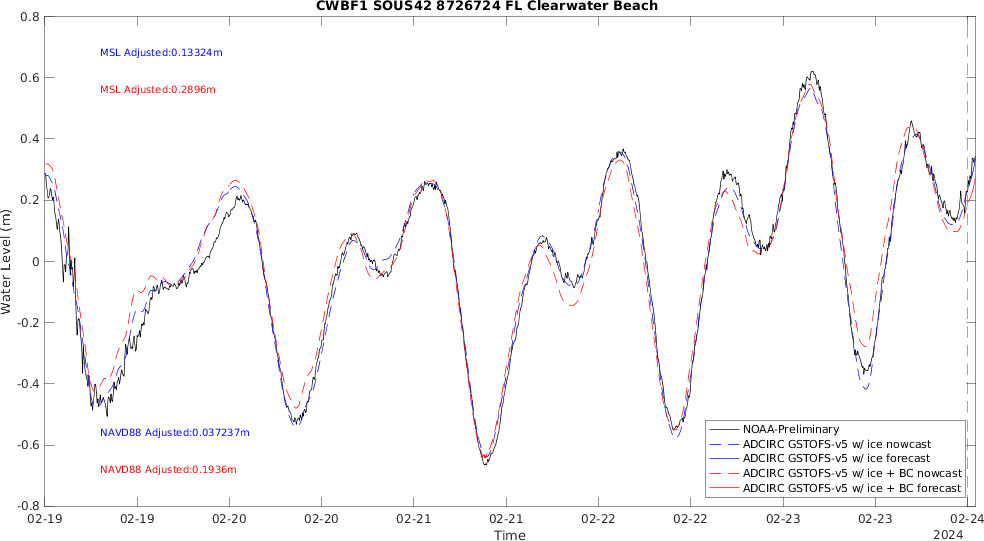 CWBF1 SOUS42 8726724 FL Clearwater Beach
0.8
0.6
0.4
0.2
0
-0.2
-0.4
-0.6
-0.8
Water Level (m)
MSL Adjusted:0.13324m
MSL Adjusted:0.2896m
NAVD88 Adjusted:0.037237m
NAVD88 Adjusted:0.1936m
NOAA-Preliminary
ADCIRC GSTOFS-v5 w/ ice nowcast
ADCIRC GSTOFS-v5 w/ ice forecast
ADCIRC GSTOFS-v5 w/ ice + BC nowcast
ADCIRC GSTOFS-v5 w/ ice + BC forecast
02-19 02-19 02-20 02-20 02-21 02-21 02-22 02-22 02-23 02-23 02-24
Time
2024